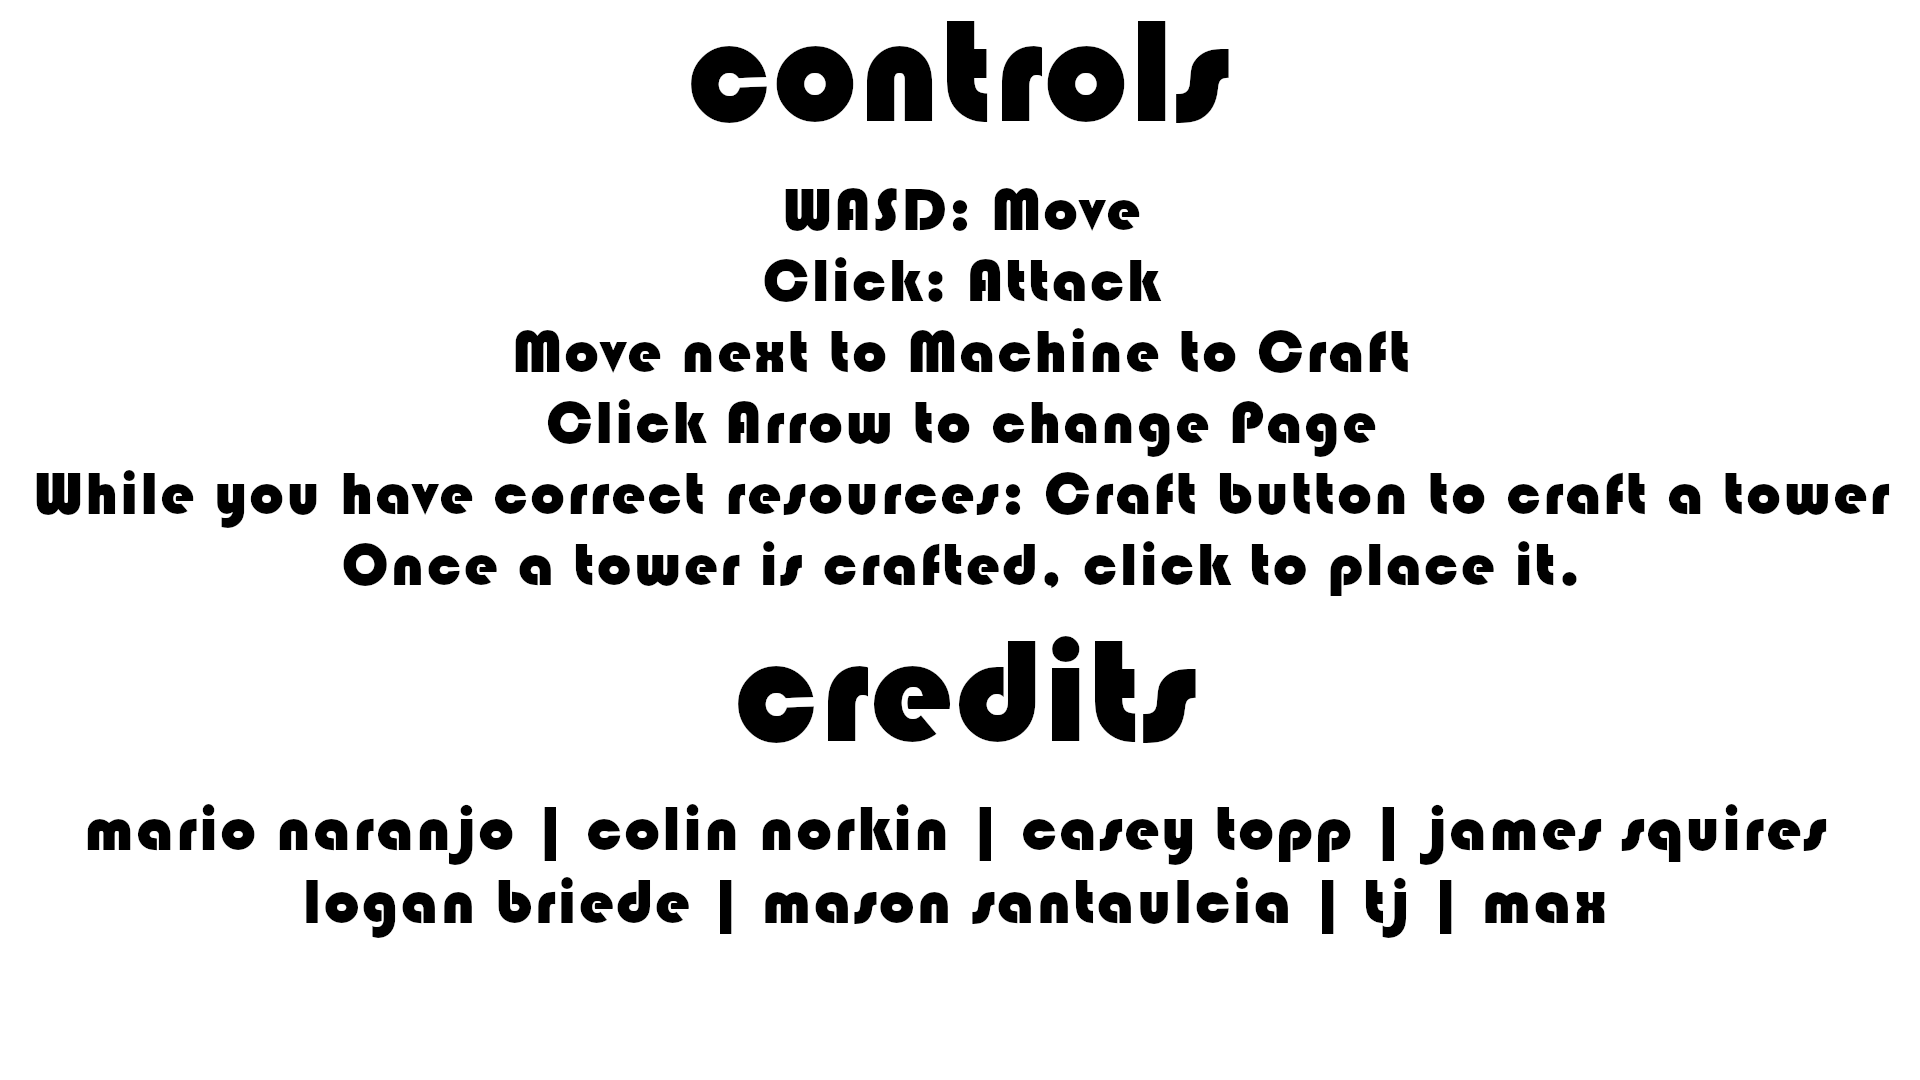 controls
WASD: Move
Click: Attack
Move next to Machine to Craft
Click Arrow to change Page
While you have correct resources: Craft button to craft a tower
Once a tower is crafted, click to place it.
credits
mario naranjo | colin norkin | casey topp | james squires
logan briede | mason santaulcia | tj | max